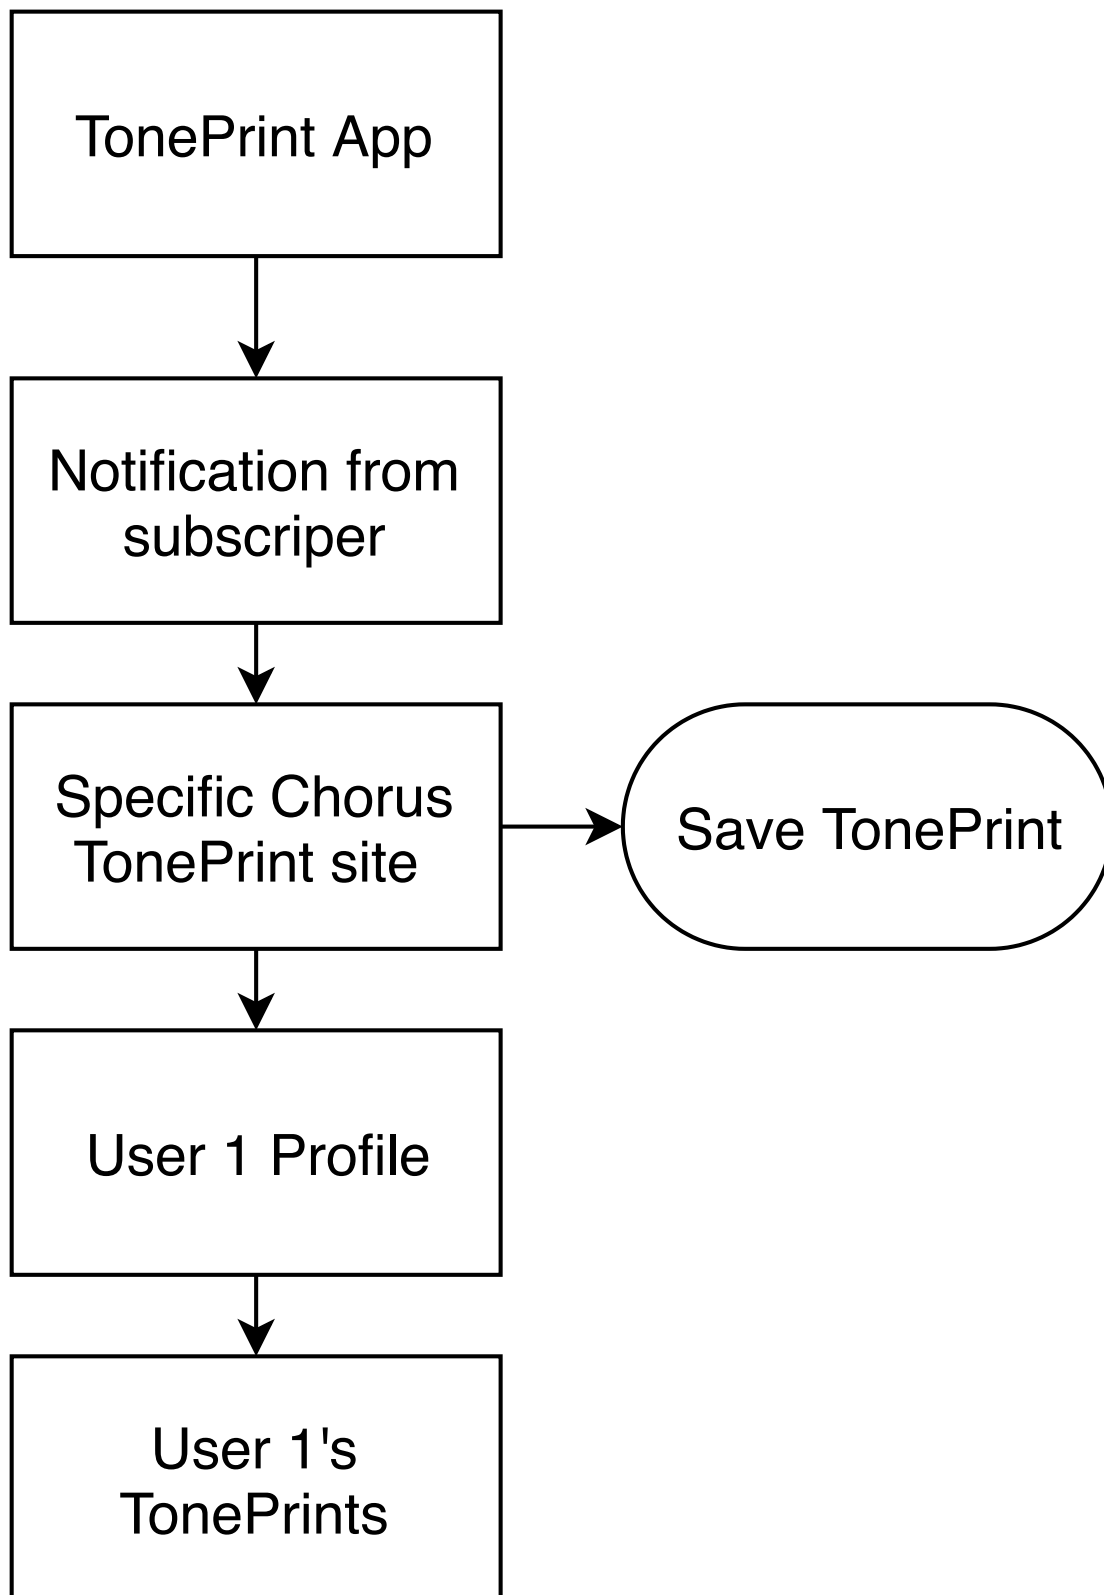 TonePrint App
Notification from
subscriper
Specific Chorus
TonePrint site
Save TonePrint
User 1 Profile
User 1's
TonePrints